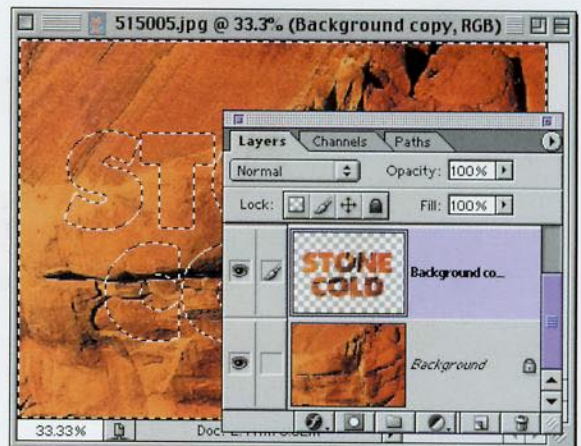 515005.jpg @ 33.3% (Background copy, RGB)
Layers
Channels
Paths
Normal
Opacity: 100%
Lock:
Fill: 100%
STONE
COLD
Background co...
Background
33.33%
Doc: